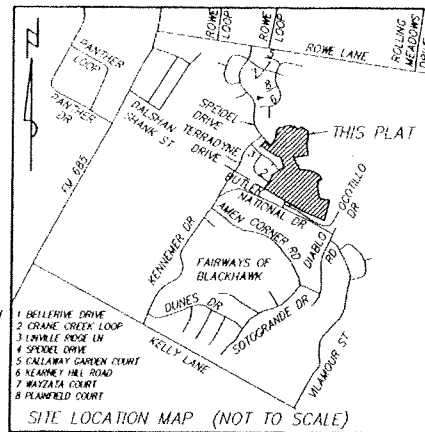 ROWE LOOP
ROWE LOOP
ROLLING MEADOWS
ROWE LANE
PANTHER LOOP
PANTHER DR
DALSHAN SHANK ST
SPEIDEL DRIVE
TERRADYNE DRIVE
THIS PLAT
FM 685
BUTLER NATIONAL DR
OCOTILLO DR
AMEN CORNER RD
DIABLO RD
KENNEMER DR
FAIRWAYS OF BLACKHAWK
DUNES DR
SOTOGRANDE DR
VILAMOUR ST
KELLY LANE
1 BELLERIVE DRIVE
2 CRANE CREEK LOOP
3 LINVILLE RIDGE LN
4 SPEIDEL DRIVE
5 CALLAWAY GARDEN COURT
6 KEARNEY HILL ROAD
7 WAYZATA COURT
8 PLAINFIELD COURT
SITE LOCATION MAP (NOT TO SCALE)